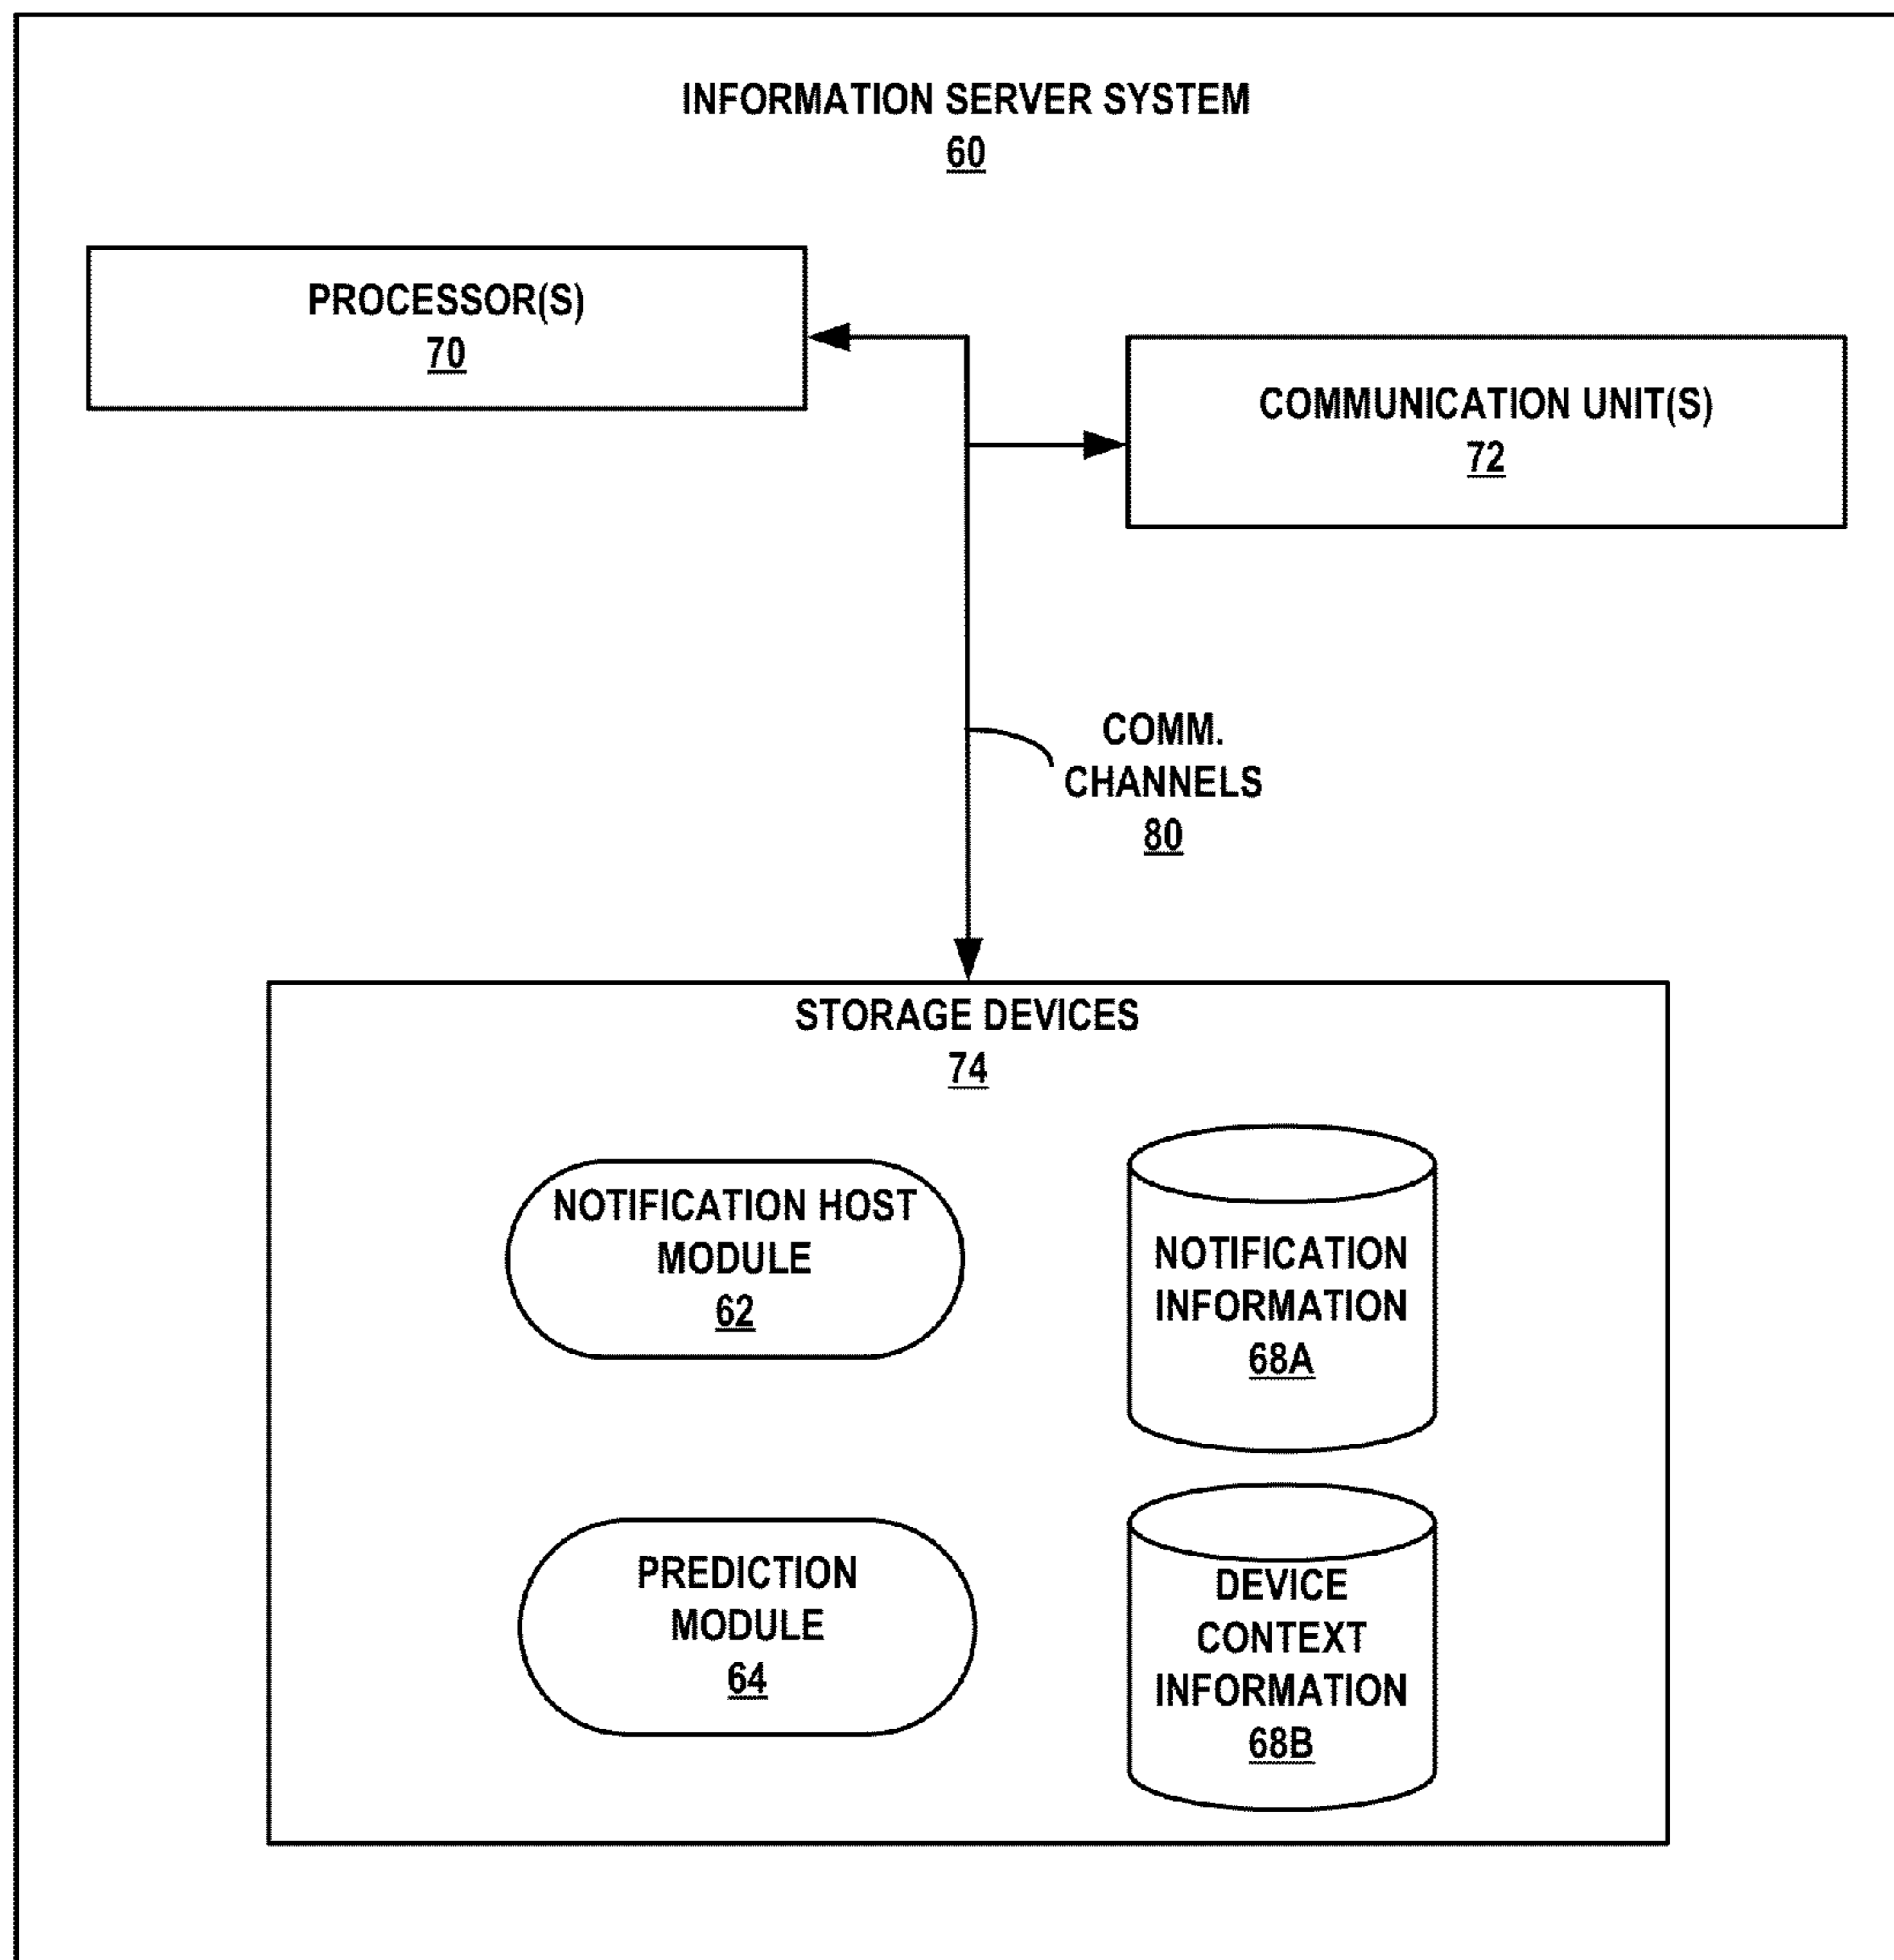 INFORMATION SERVER SYSTEM
60
PROCESSOR(S)
70
COMMUNICATION UNIT(S)
72
COMM.
CHANNELS
80
STORAGE DEVICES
74
NOTIFICATION HOST
MODULE
62
NOTIFICATION
INFORMATION
68A
PREDICTION
MODULE
64
DEVICE
CONTEXT
INFORMATION
68B